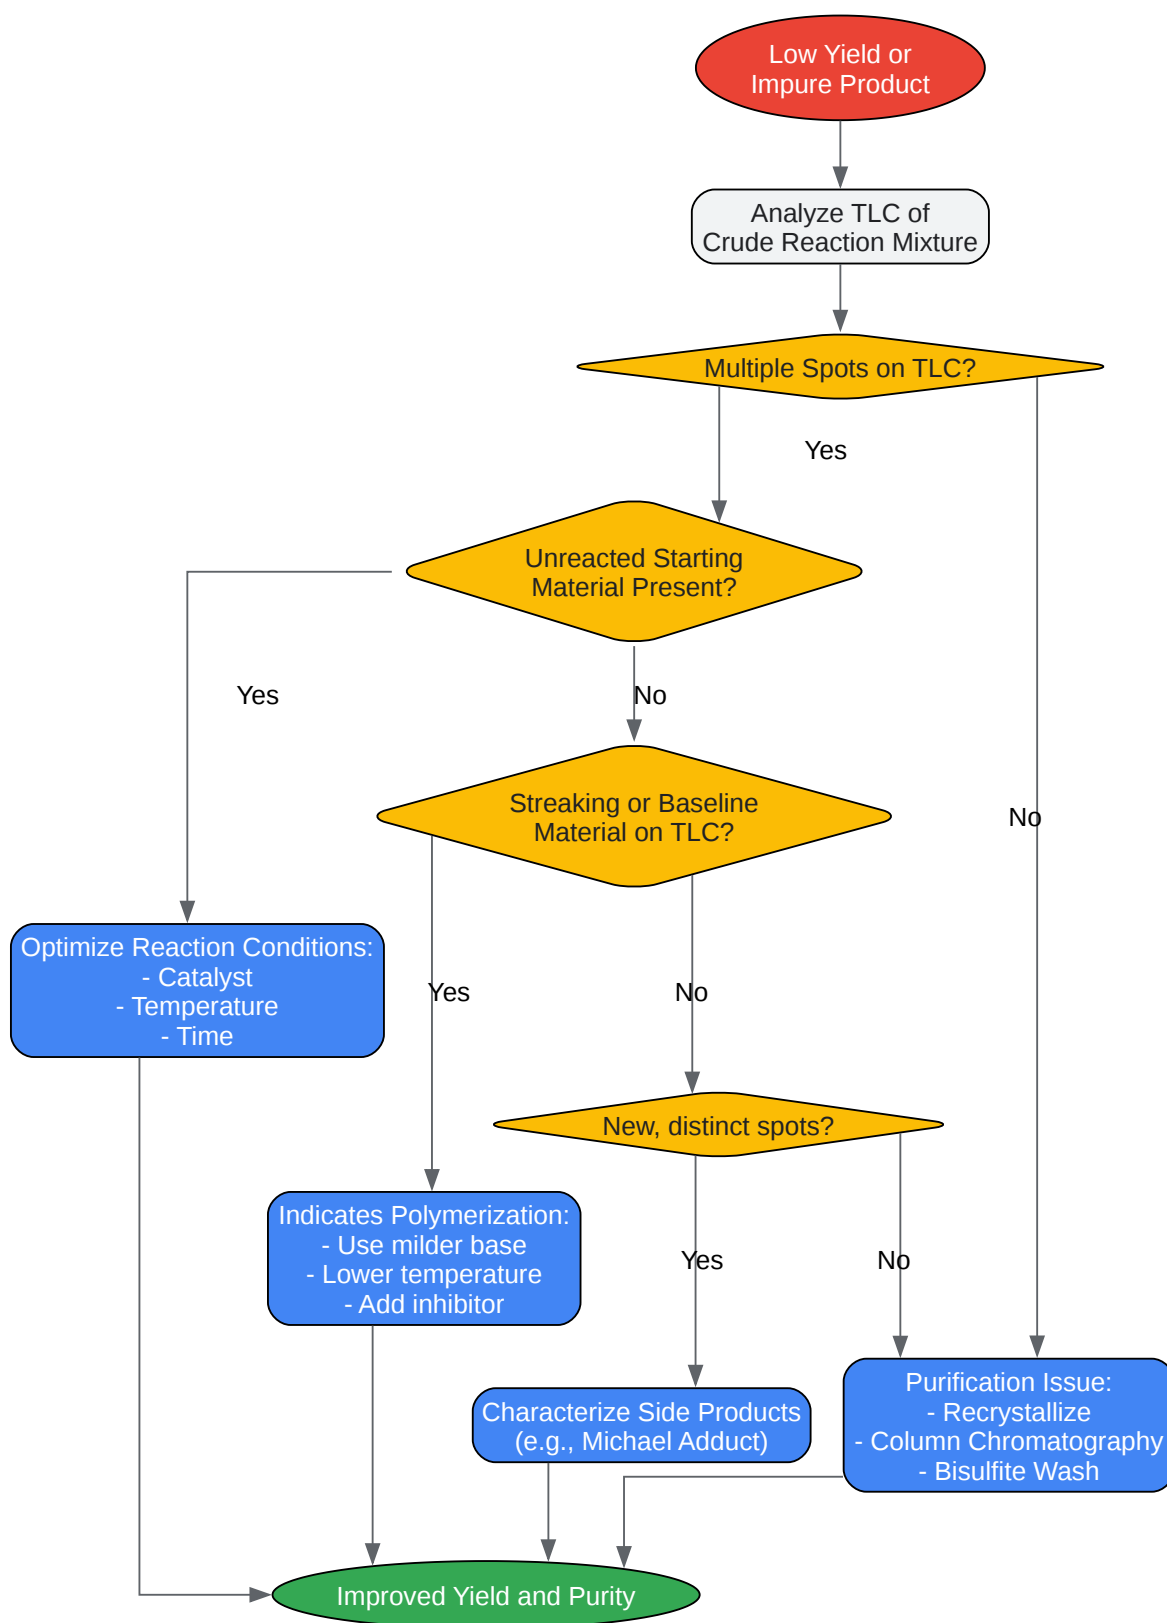 Low Yield or
Impure Product
Analyze TLC of
Crude Reaction Mixture
Multiple Spots on TLC?
Yes
Unreacted Starting
Material Present?
Yes
No
Streaking or Baseline
Material on TLC?
No
Optimize Reaction Conditions:
- Catalyst
- Temperature
- Time
Yes
No
New, distinct spots?
Indicates Polymerization:
- Use milder base
- Lower temperature
- Add inhibitor
Yes
No
Characterize Side Products
(e.g., Michael Adduct)
Purification Issue:
- Recrystallize
- Column Chromatography
- Bisulfite Wash
Improved Yield and Purity